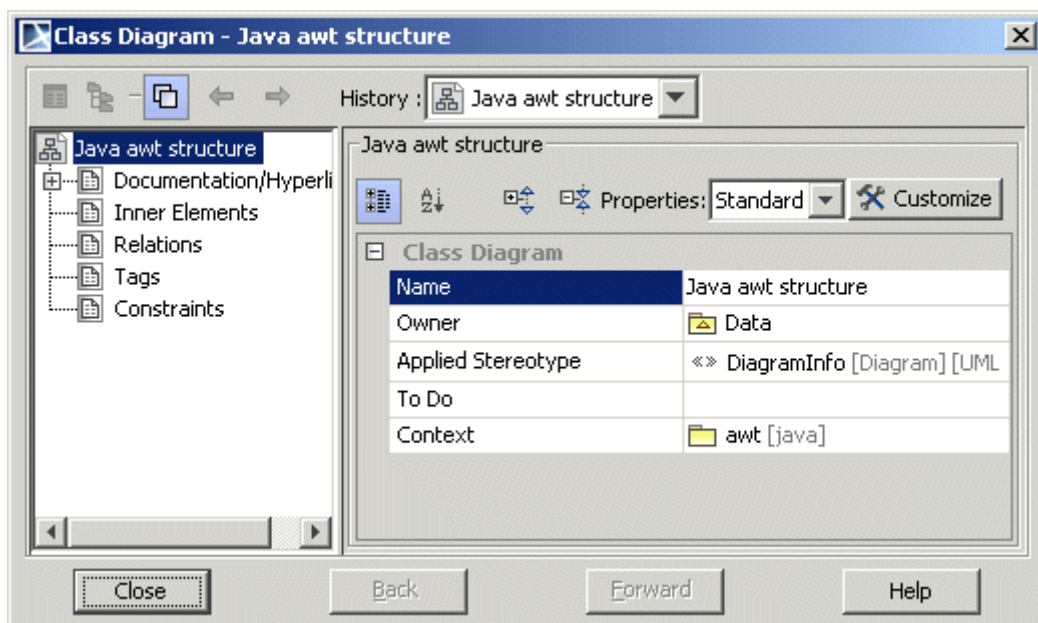 Class Diagram - Java awt structure
History : Java awt structure
Java awt structure
Documentation/Hyperli
Inner Elements
Relations
Tags
Constraints
Java awt structure
Properties: Standard Customize
Class Diagram
Name Java awt structure
Owner Data
Applied Stereotype «» DiagramInfo [Diagram] [UML
To Do
Context awt [java]
Close Back Forward Help